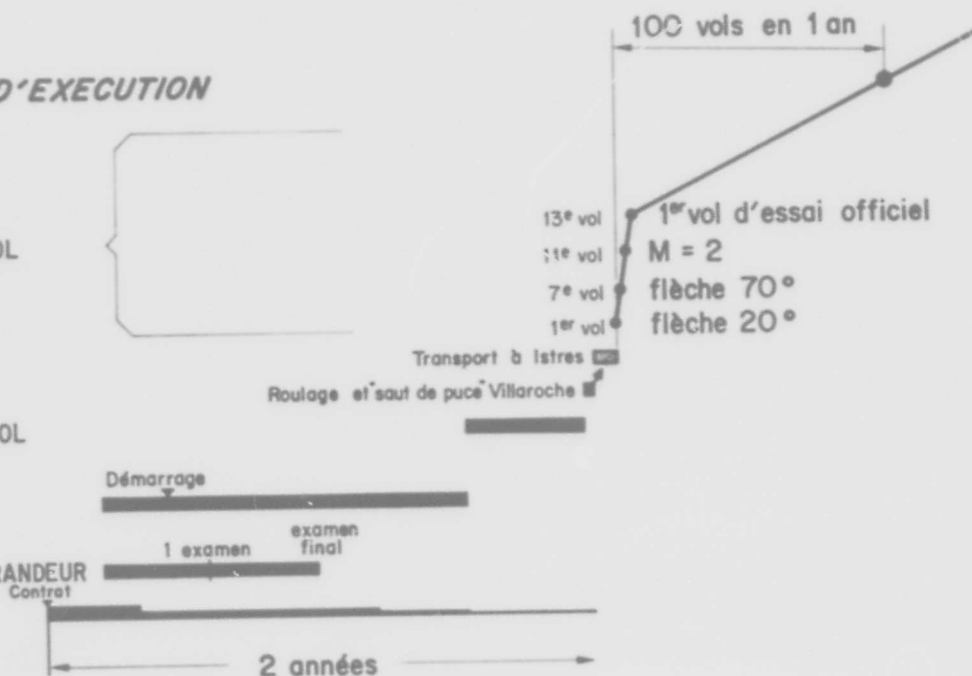 100 vols en 1 an
D'EXECUTION
13e vol 1er vol d'essai officiel
OL
11e vol M = 2
7e vol flèche 70°
1er vol flèche 20°
Transport à Istres
Roulage et "saut de puce" Villaroche
OL
Démarrage
examen
1 examen final
RANDEUR
Contrat
2 années